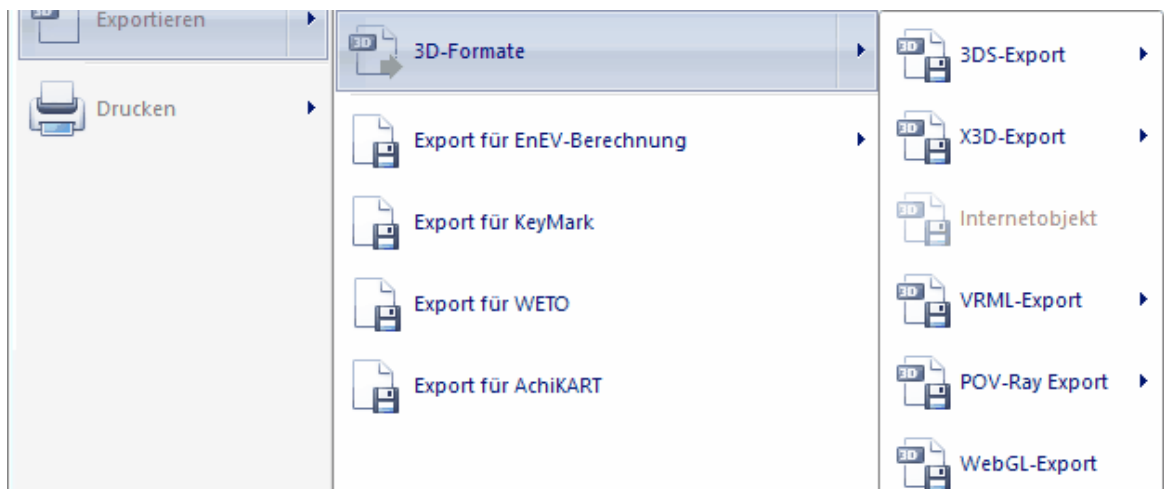 Exportieren
Drucken
3D-Formate
Export für EnEV-Berechnung
Export für KeyMark
Export für WETO
Export für AchiKART
3DS-Export
X3D-Export
Internetobjekt
VRML-Export
POV-Ray Export
WebGL-Export